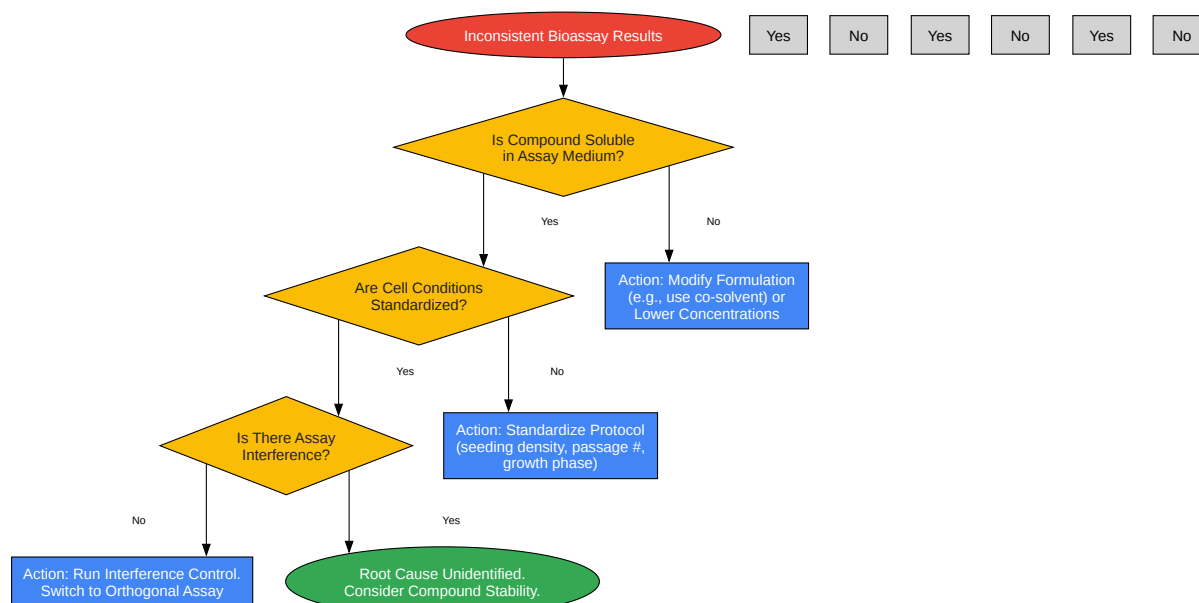 Inconsistent Bioassay Results
Yes
No
Yes
No
Yes
No
Is Compound Soluble
in Assay Medium?
Yes
No
Are Cell Conditions
Standardized?
Action: Modify Formulation
(e.g., use co-solvent) or
Lower Concentrations
Yes
No
Is There Assay
Interference?
Action: Standardize Protocol
(seeding density, passage #,
growth phase)
No
Yes
Action: Run Interference Control.
Switch to Orthogonal Assay
Root Cause Unidentified.
Consider Compound Stability.